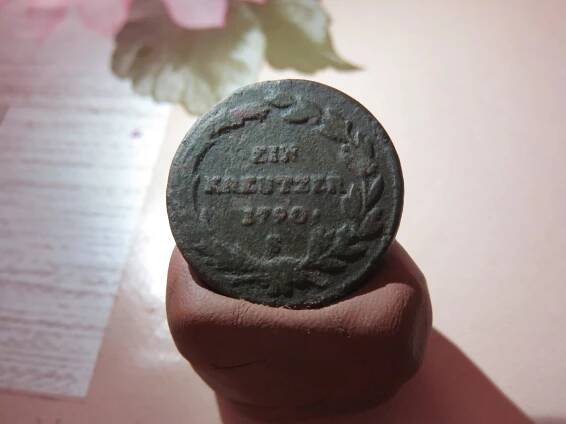 EIN
KREUTZER
1790.
S